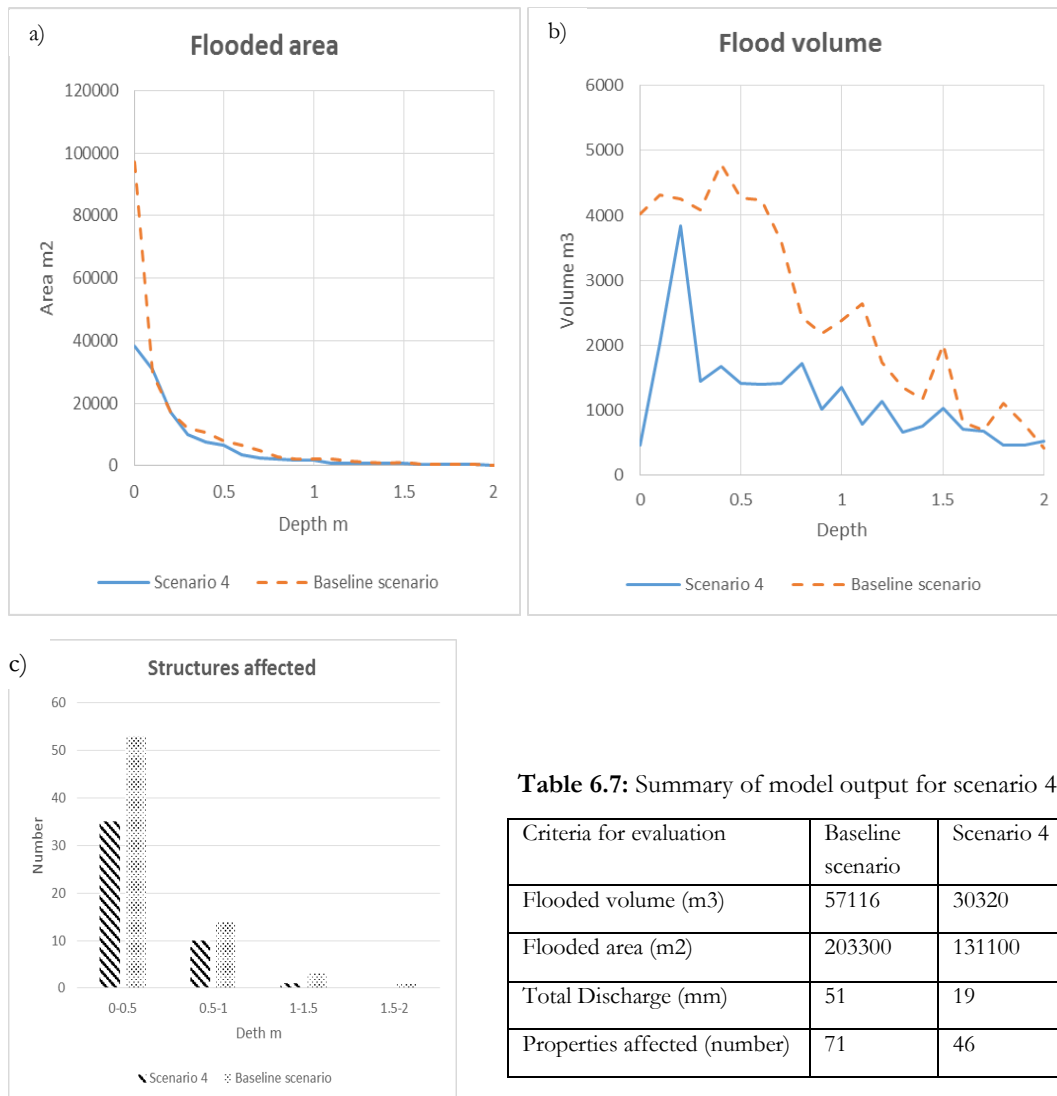 a)
Flooded area
120000
100000
80000
60000
40000
20000
0
Area m2
0 0.5 1 1.5 2
Depth m
Scenario 4 Baseline scenario
b)
Flood volume
6000
5000
4000
3000
2000
1000
0
Volume m3
0 0.5 1 1.5 2
Depth
Scenario 4 Baseline scenario
c)
Structures affected
60
50
40
30
20
10
0
Number
0-0.5 0.5-1 1-1.5 1.5-2
Deth m
Scenario 4 Baseline scenario
Table 6.7: Summary of model output for scenario 4
Criteria for evaluation Baseline Scenario 4
scenario
Flooded volume (m3) 57116 30320
Flooded area (m2) 203300 131100
Total Discharge (mm) 51 19
Properties affected (number) 71 46